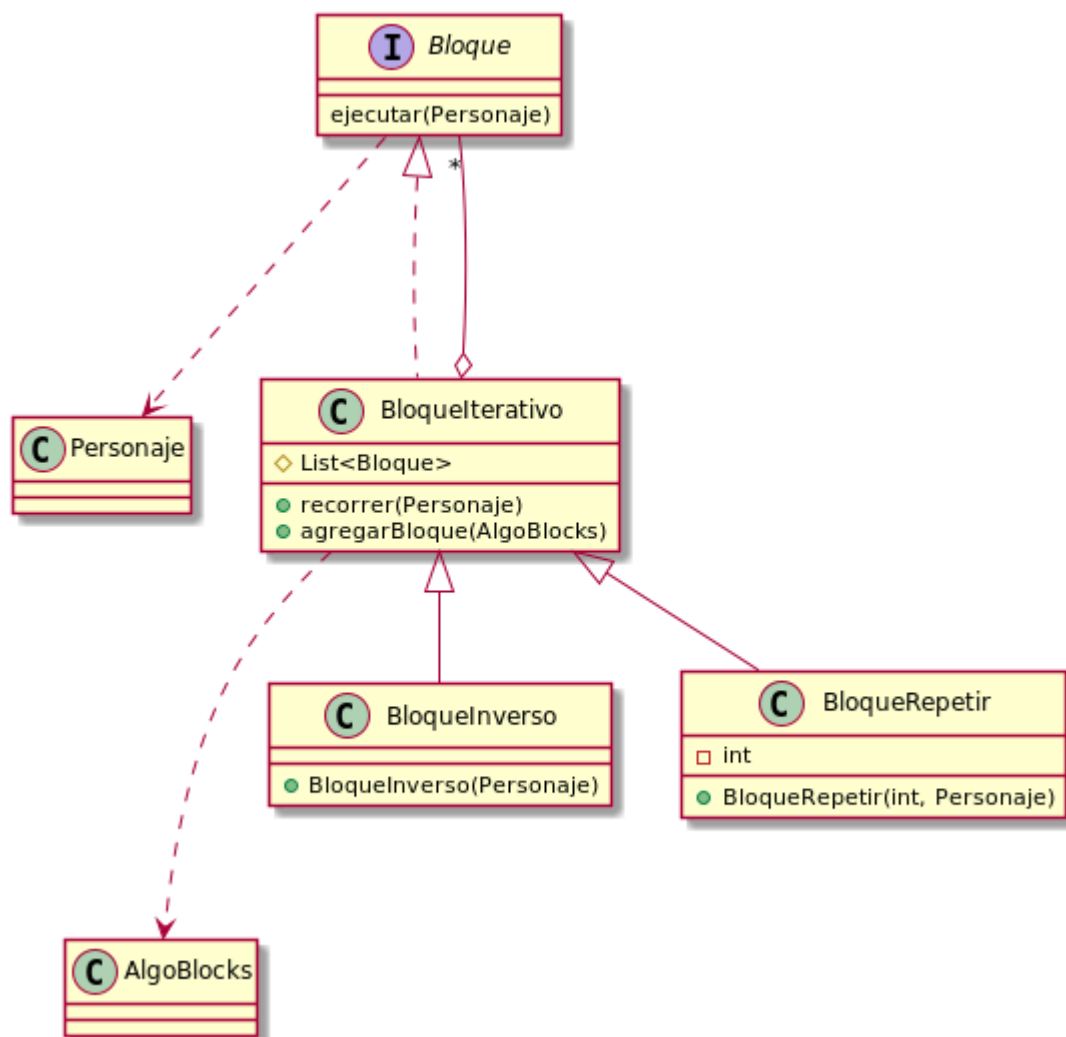 I Bloque
ejecutar(Personaje)
*
C Personaje
C BloqueIterativo
List<Bloque>
recorrer(Personaje)
agregarBloque(AlgoBlocks)
C BloqueInverso
BloqueInverso(Personaje)
C BloqueRepetir
int
BloqueRepetir(int, Personaje)
C AlgoBlocks